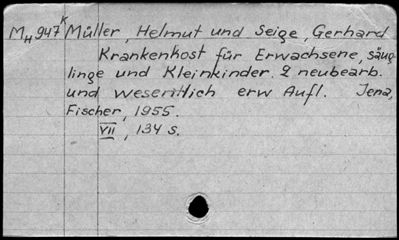 MH 947 K Müller, Helmut und Seige, Gerhard
Krankenkost für Erwachsene, säug-
linge und Kleinkinder. 2 neubearb.
und wesentlich erw Aufl. Jena,
Fischer, 1955.
VII, 134 s.